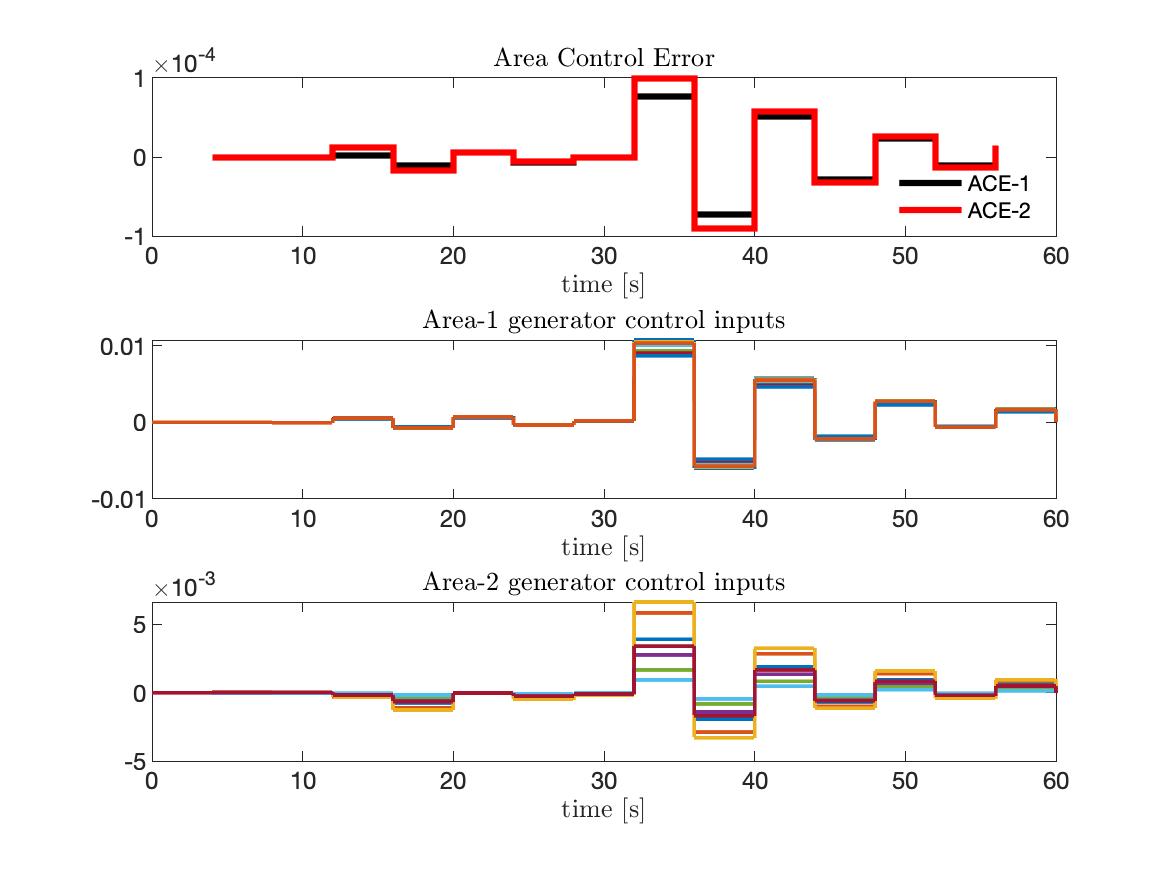 ×10-4
Area Control Error
1
0
-1
ACE-1
ACE-2
0 10 20 30 40 50 60
time [s]
Area-1 generator control inputs
0.01
0
-0.01
0 10 20 30 40 50 60
time [s]
×10-3
Area-2 generator control inputs
5
0
-5
0 10 20 30 40 50 60
time [s]